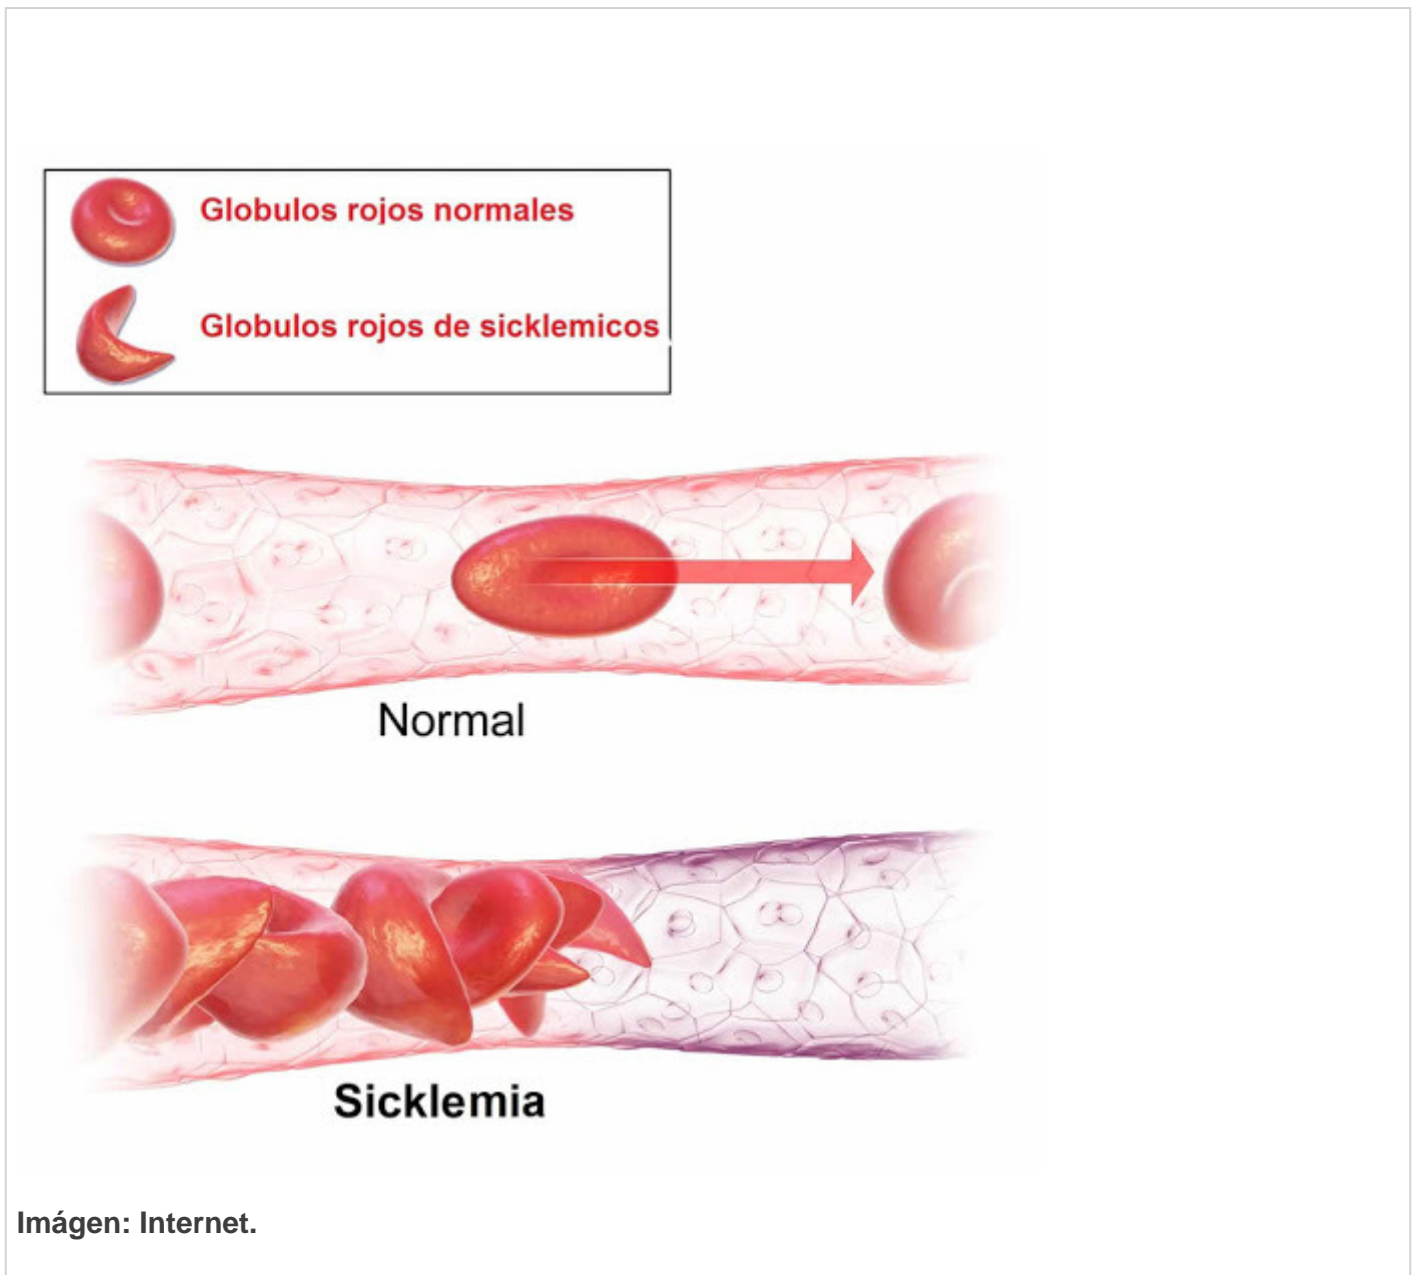 Globulos rojos normales
Globulos rojos de sicklemicos
Normal
Sicklemia
Imágen: Internet.